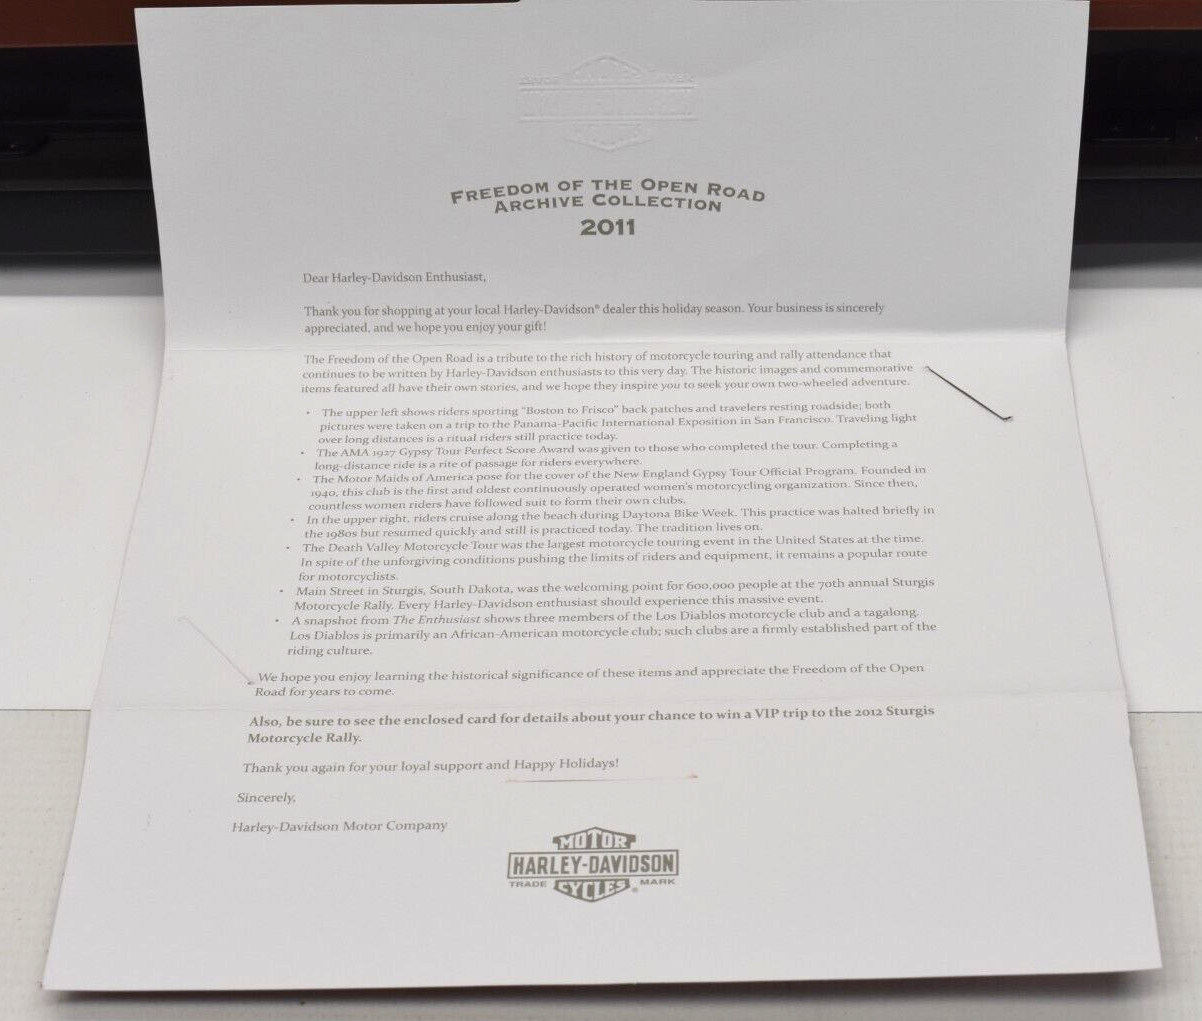 FREEDOM OF THE OPEN ROAD
ARCHIVE COLLECTION
2011
Dear Harley-Davidson Enthusiast,
Thank you for shopping at your local Harley-Davidson® dealer this holiday season. Your business is sincerely
appreciated, and we hope you enjoy your gift!
The Freedom of the Open Road is a tribute to the rich history of motorcycle touring and rally attendance that
continues to be written by Harley-Davidson enthusiasts to this very day. The historic images and commemorative
items featured all have their own stories, and we hope they inspire you to seek your own two-wheeled adventure.
• The upper left shows riders sporting "Boston to Frisco" back patches and travelers resting roadside; both
pictures were taken on a trip to the Panama-Pacific International Exposition in San Francisco. Traveling light
over long distances is a ritual riders still practice today.
• The AMA 1927 Gypsy Tour Perfect Score Award was given to those who completed the tour. Completing a
long-distance ride is a rite of passage for riders everywhere.
• The Motor Maids of America pose for the cover of the New England Gypsy Tour Official Program. Founded in
1940, this club is the first and oldest continuously operated women's motorcycling organization. Since then,
countless women riders have followed suit to form their own clubs.
• In the upper right, riders cruise along the beach during Daytona Bike Week. This practice was halted briefly in
the 1980s but resumed quickly and still is practiced today. The tradition lives on.
• The Death Valley Motorcycle Tour was the largest motorcycle touring event in the United States at the time.
In spite of the unforgiving conditions pushing the limits of riders and equipment, it remains a popular route
for motorcyclists.
• Main Street in Sturgis, South Dakota, was the welcoming point for 600,000 people at the 70th annual Sturgis
Motorcycle Rally. Every Harley-Davidson enthusiast should experience this massive event.
• A snapshot from The Enthusiast shows three members of the Los Diablos motorcycle club and a tagalong.
Los Diablos is primarily an African-American motorcycle club; such clubs are a firmly established part of the
riding culture.
We hope you enjoy learning the historical significance of these items and appreciate the Freedom of the Open
Road for years to come.
Also, be sure to see the enclosed card for details about your chance to win a VIP trip to the 2012 Sturgis
Motorcycle Rally.
Thank you again for your loyal support and Happy Holidays!
Sincerely,
Harley-Davidson Motor Company
MOTOR
HARLEY-DAVIDSON
TRADE CYCLES® MARK